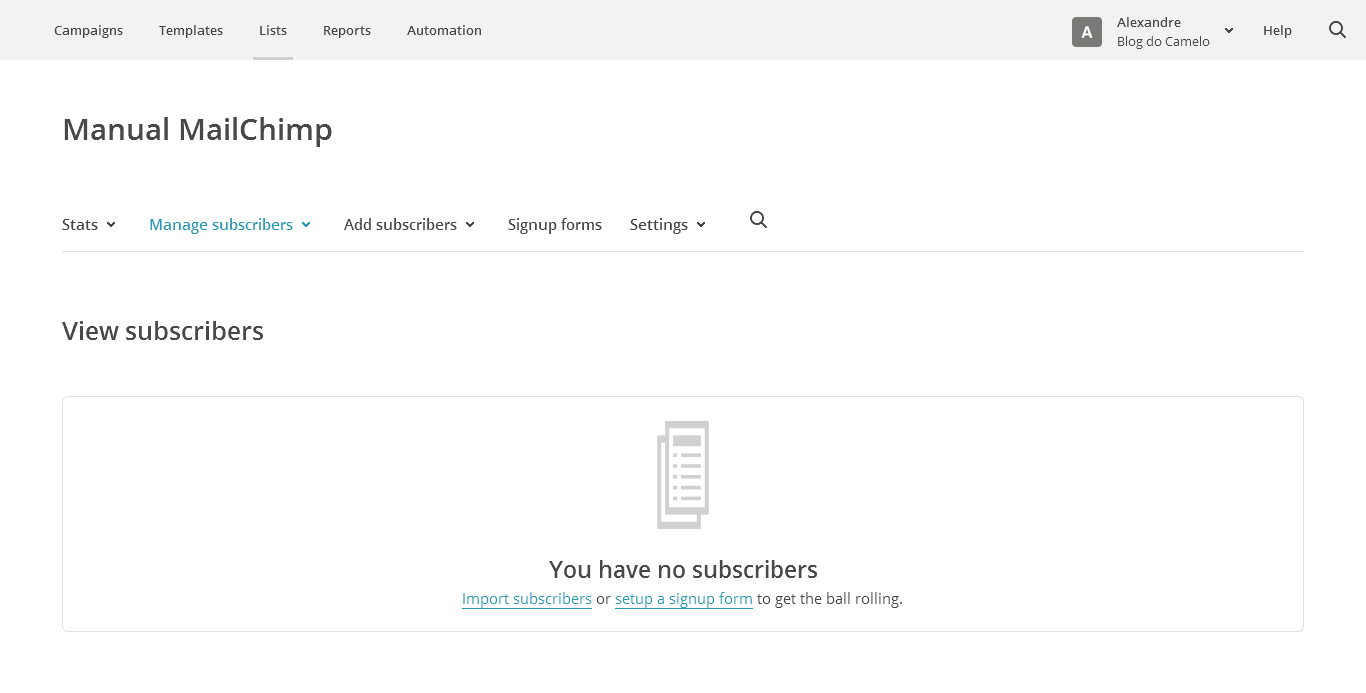 Campaigns Templates Lists Reports Automation
A Alexandre Help
Blog do Camelo
Manual MailChimp
Stats Manage subscribers Add subscribers Signup forms Settings
View subscribers
You have no subscribers
Import subscribers or setup a signup form to get the ball rolling.